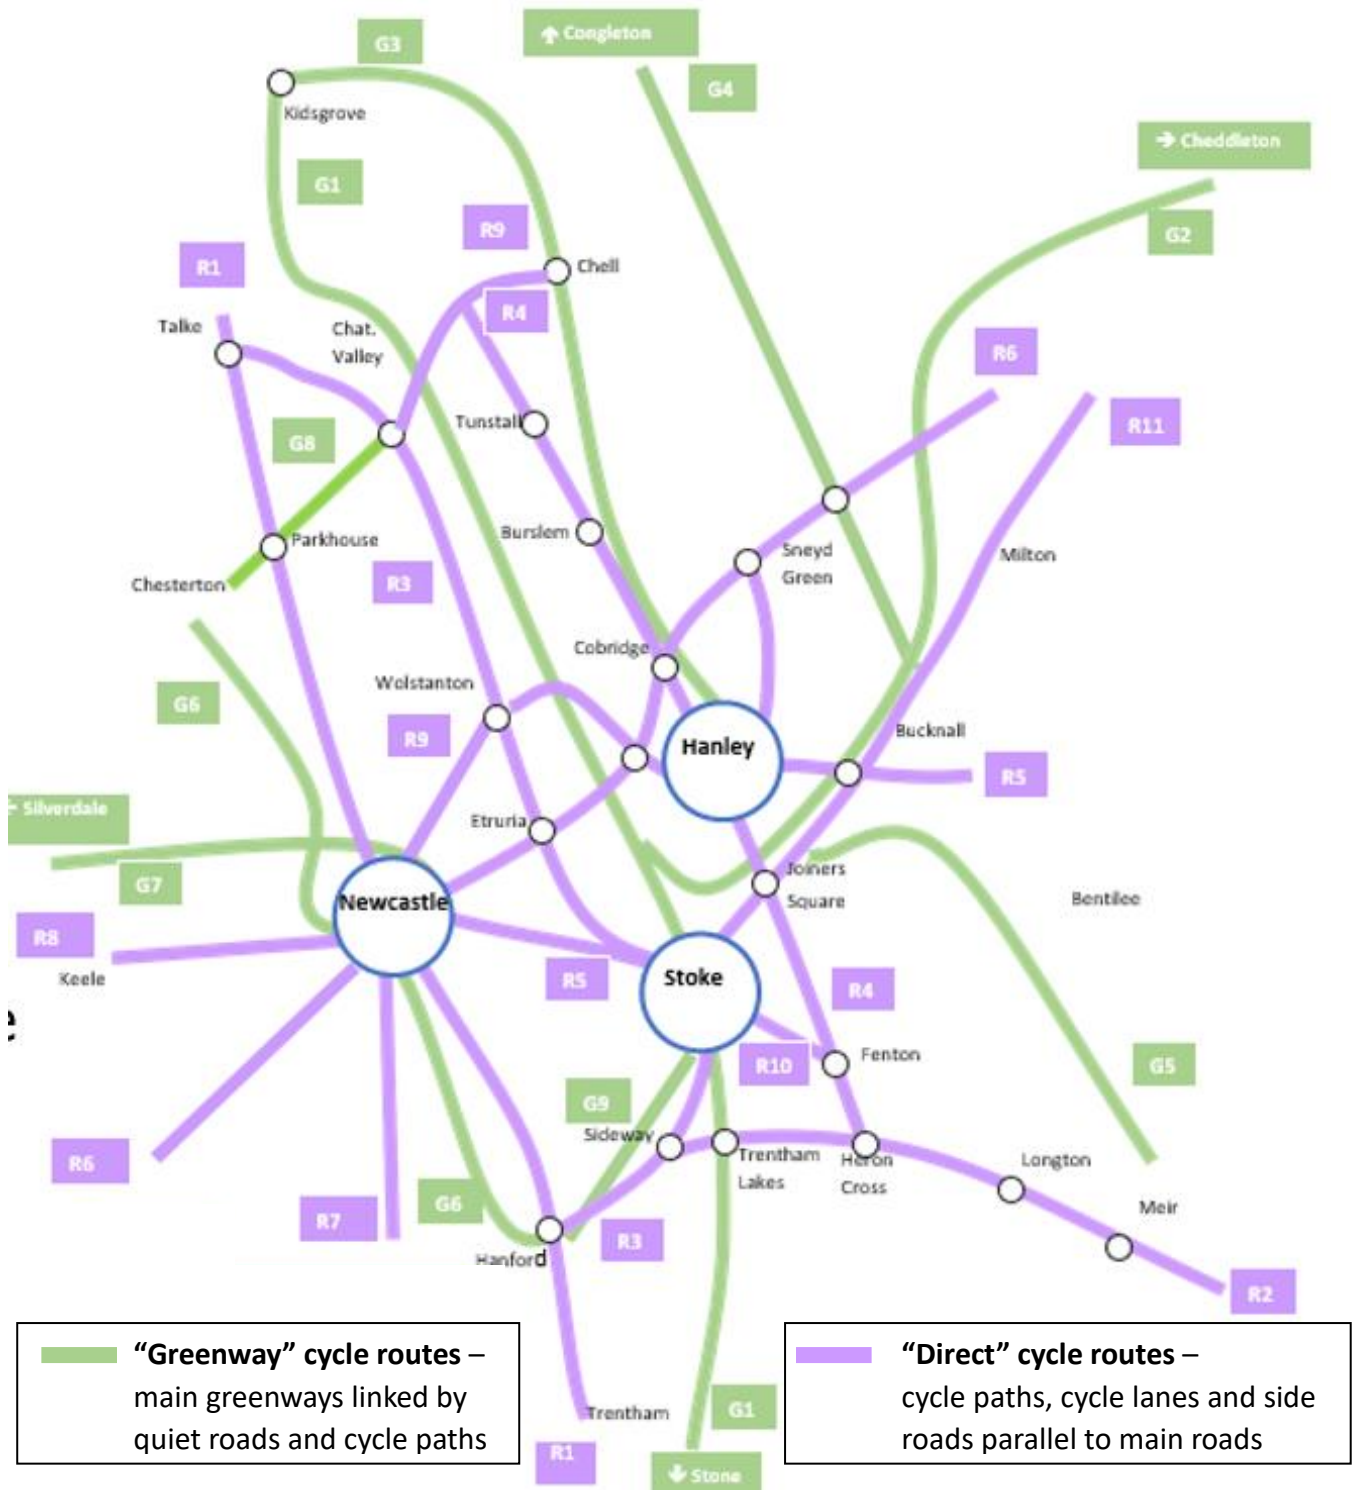 G3
Congleton
G4
Kidsgrove
Cheddleton
G1
G2
R9
R1
Chell
R4
Talke
Chat.
Valley
R6
Tunstall
R11
G8
Burslem
Parkhouse
Sneyd
Green
Milton
Chesterton
R3
Cobridge
Wolstanton
G6
R9
Hanley
Bucknall
R5
Silverdale
Etruria
G7
Joiners
Square
Newcastle
Bentilee
R8
Keele
R5
Stoke
R4
e
Fenton
R10
G5
G9
Sideway
Trentham
Lakes
Heron
Cross
Longton
R6
Meir
G6
R7
R3
Hanford
R2
“Greenway” cycle routes –
main greenways linked by
quiet roads and cycle paths
“Direct” cycle routes –
cycle paths, cycle lanes and side
roads parallel to main roads
Trentham
G1
R1
Stone